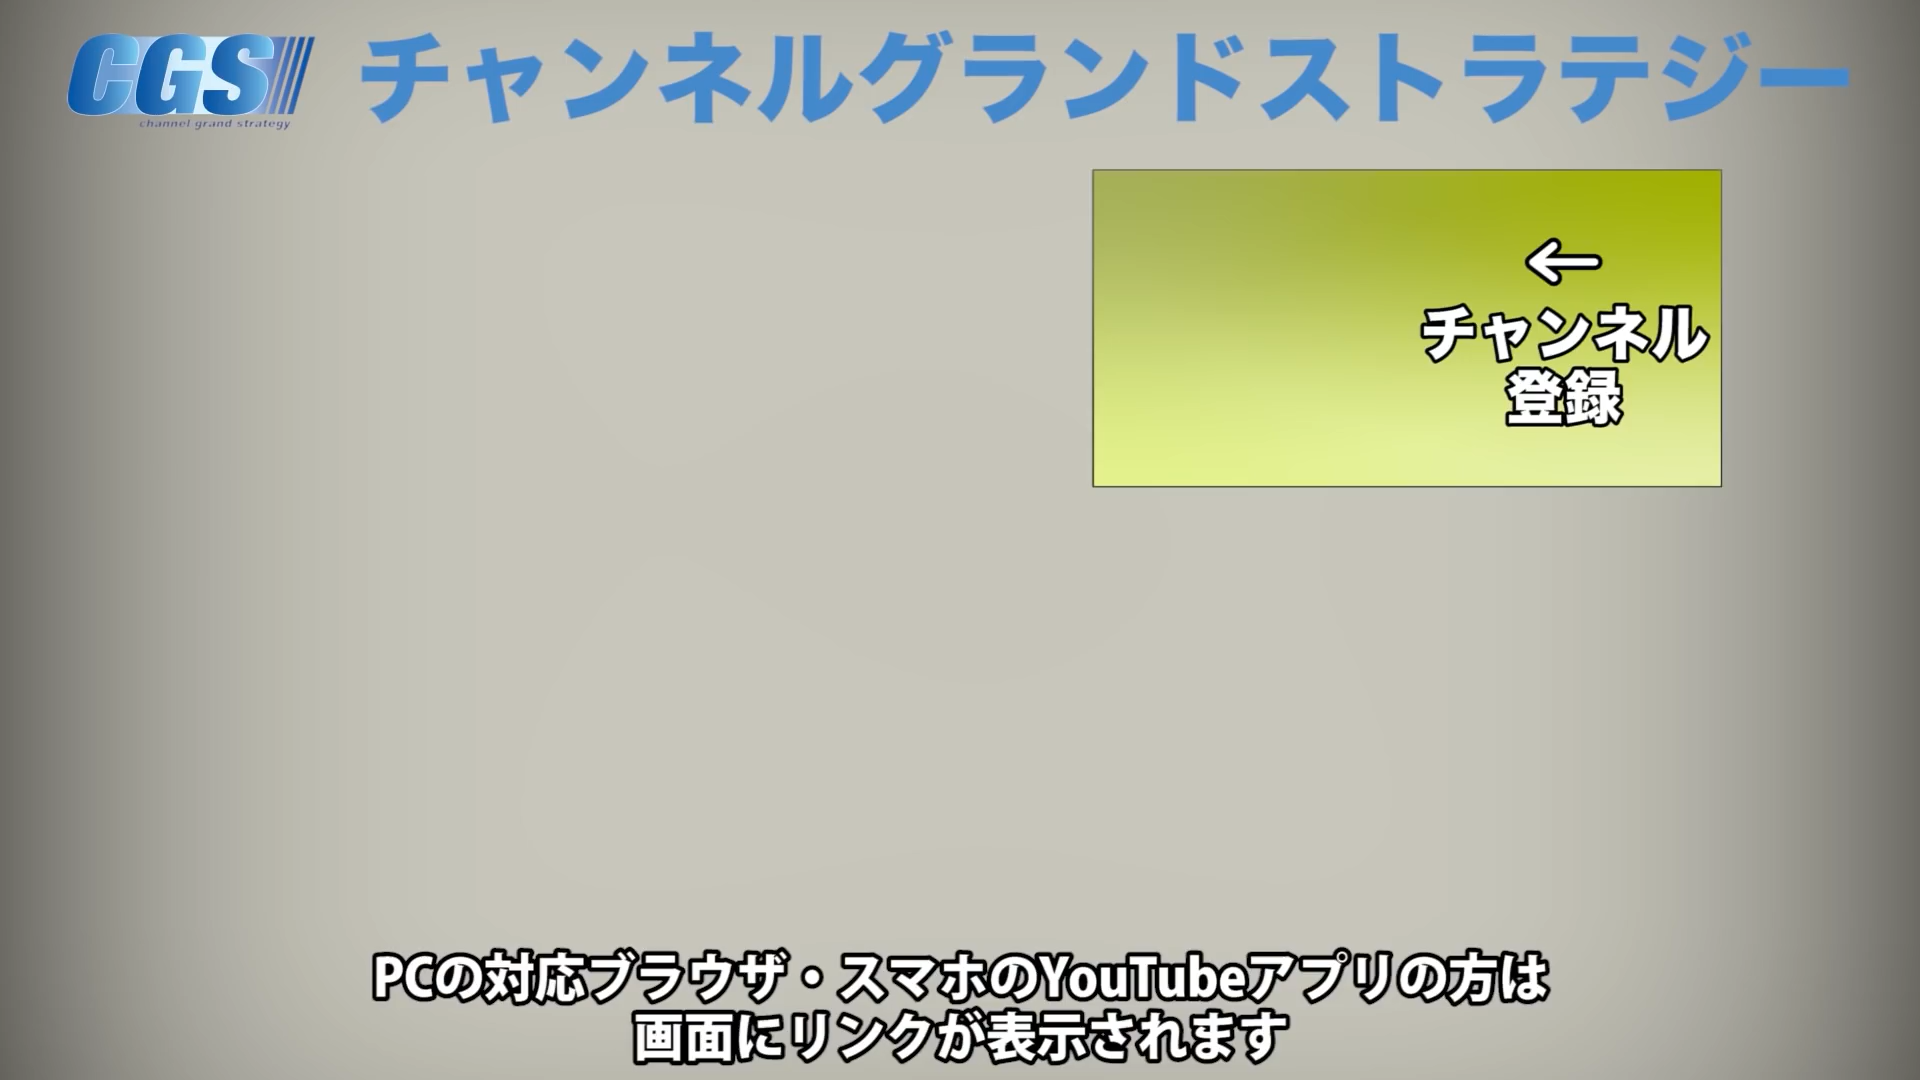 CGS
channel grand strategy
チャンネルグランドストラテジー
←
チャンネル
登録
PCの対応ブラウザ・スマホのYouTubeアプリの方は
画面にリンクが表示されます